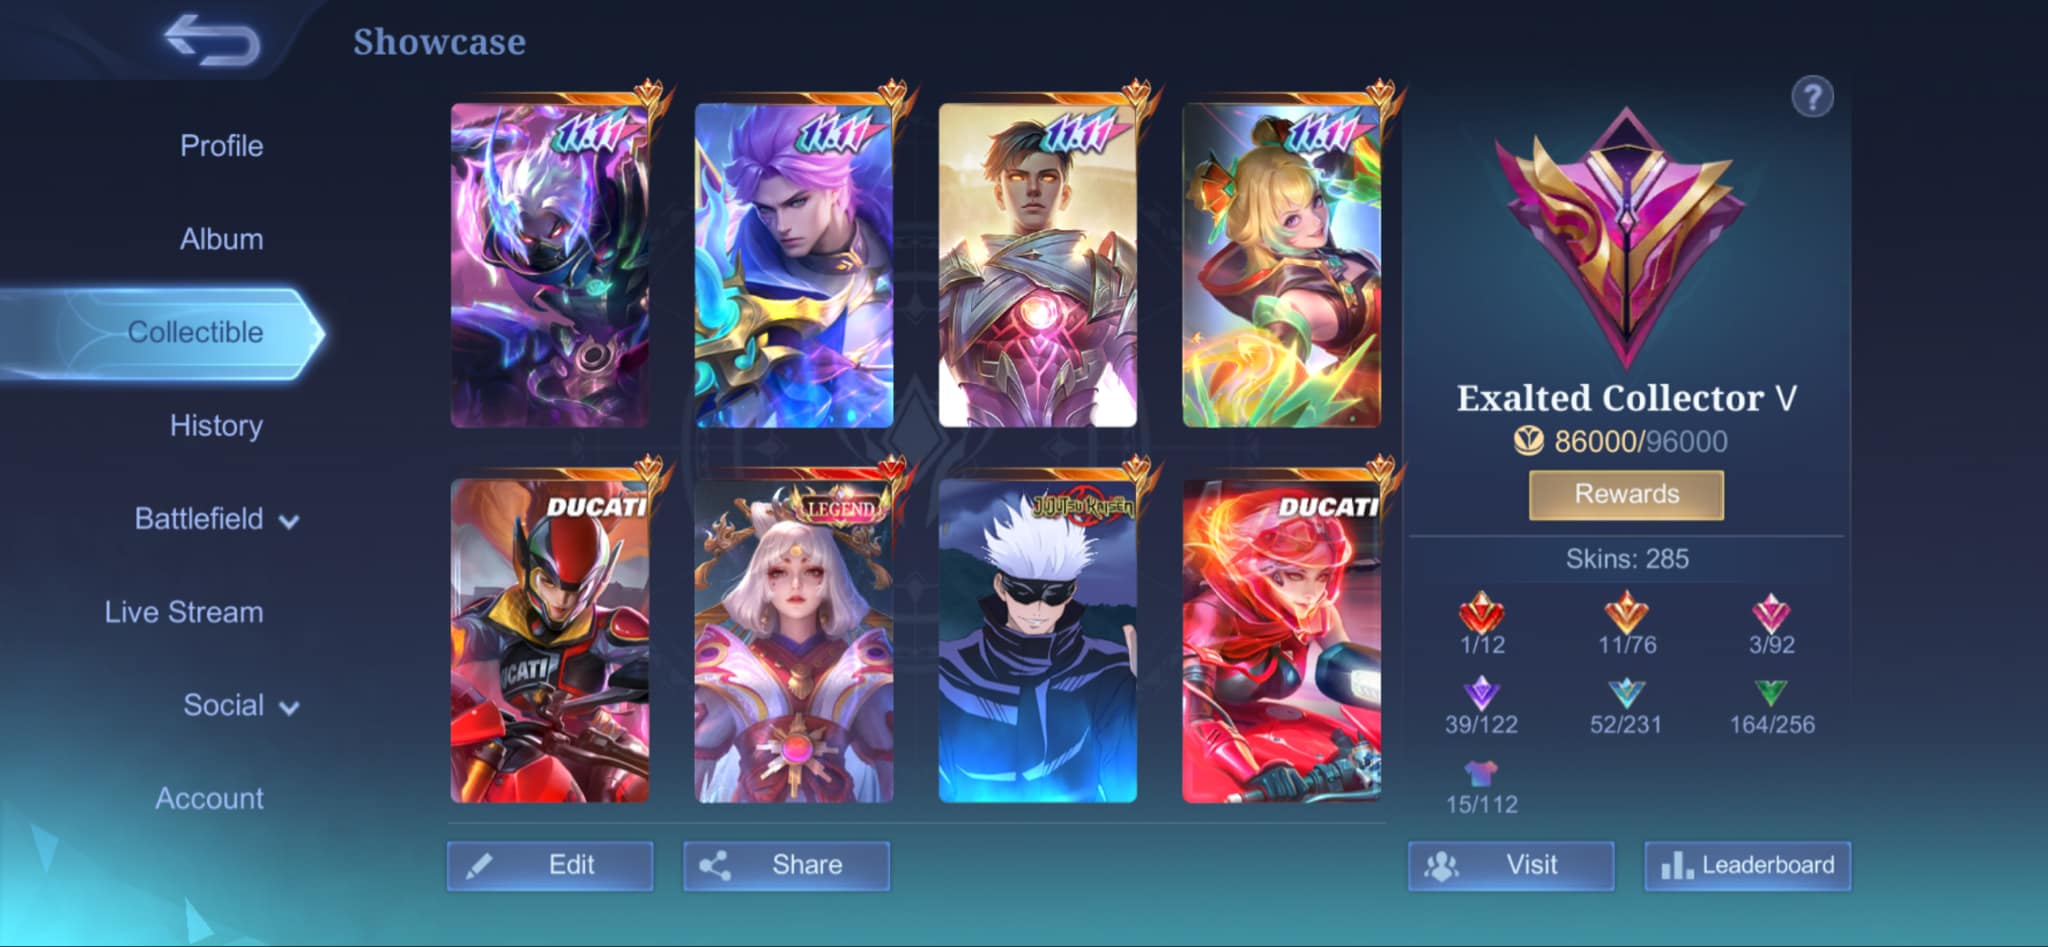 Showcase
Profile
Album
Collectible
History
Battlefield
Live Stream
Social
Account
11.11
11.11
11.11
11.11
DUCATI
DUCATI
LEGEND
JUJUTSU KAISEN
DUCATI
Edit
Share
?
Exalted Collector V
86000/96000
Rewards
Skins: 285
1/12
11/76
3/92
39/122
52/231
164/256
15/112
Visit
Leaderboard